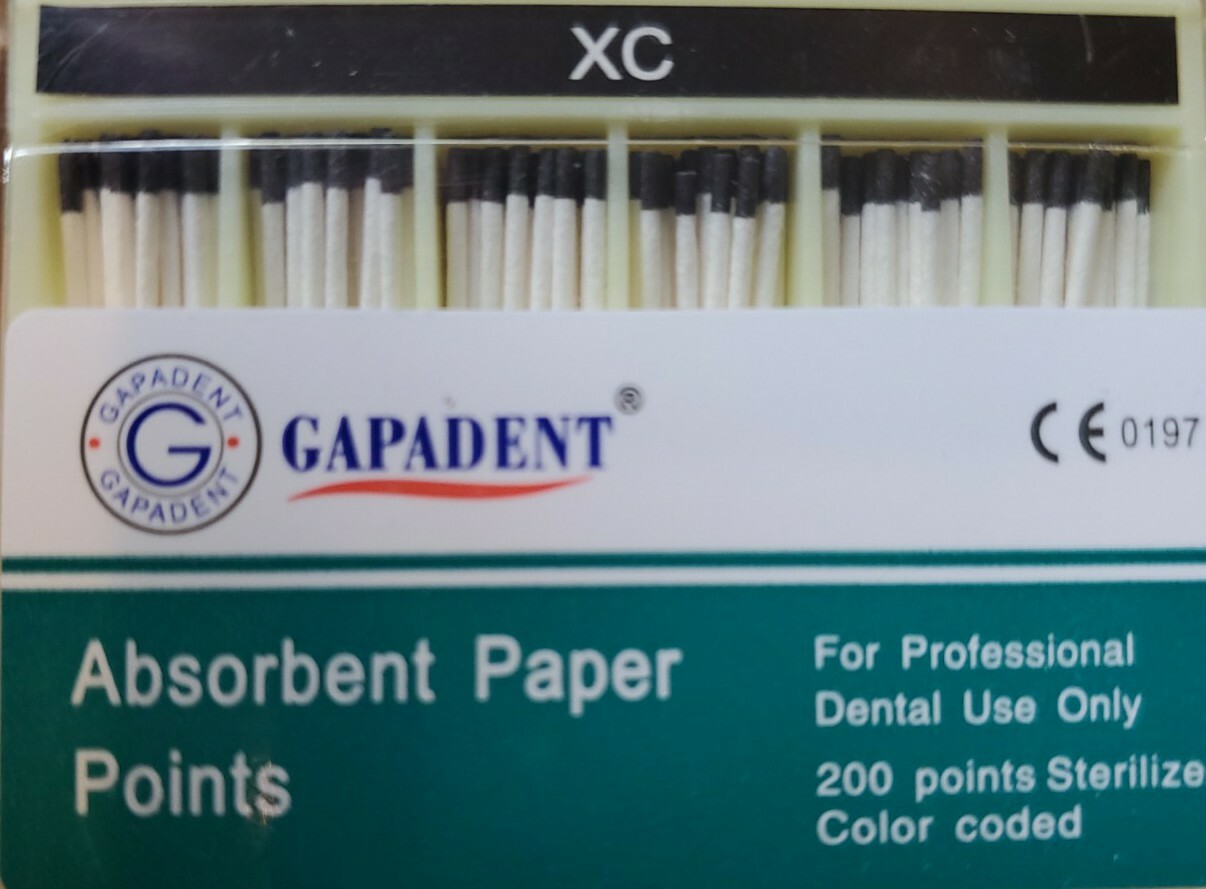 XC
GAPADENT
G
GAPADENT
GAPADENT®
CE 0197
Absorbent Paper
Points
For Professional
Dental Use Only
200 points Sterilize
Color coded